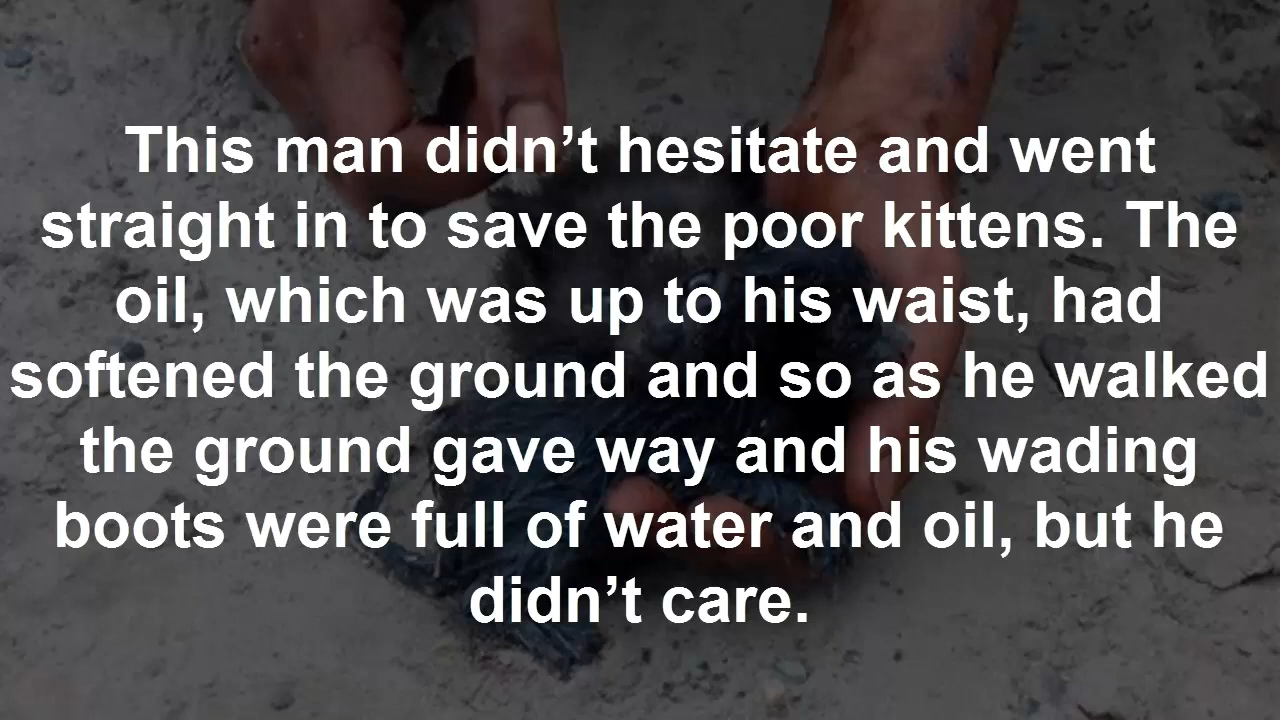 This man didn’t hesitate and went
straight in to save the poor kittens. The
oil, which was up to his waist, had
softened the ground and so as he walked
the ground gave way and his wading
boots were full of water and oil, but he
didn’t care.